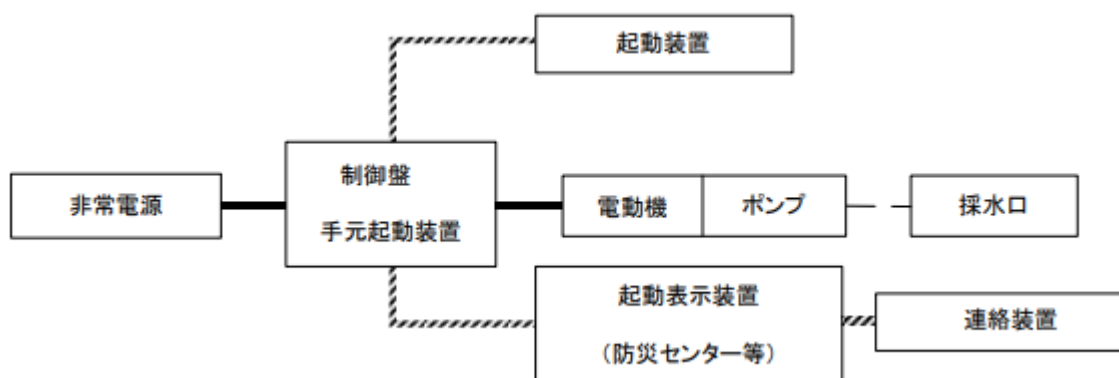 起動装置
非常電源
制御盤
手元起動装置
電動機
ポンプ
採水口
起動表示装置
(防災センター等)
連絡装置